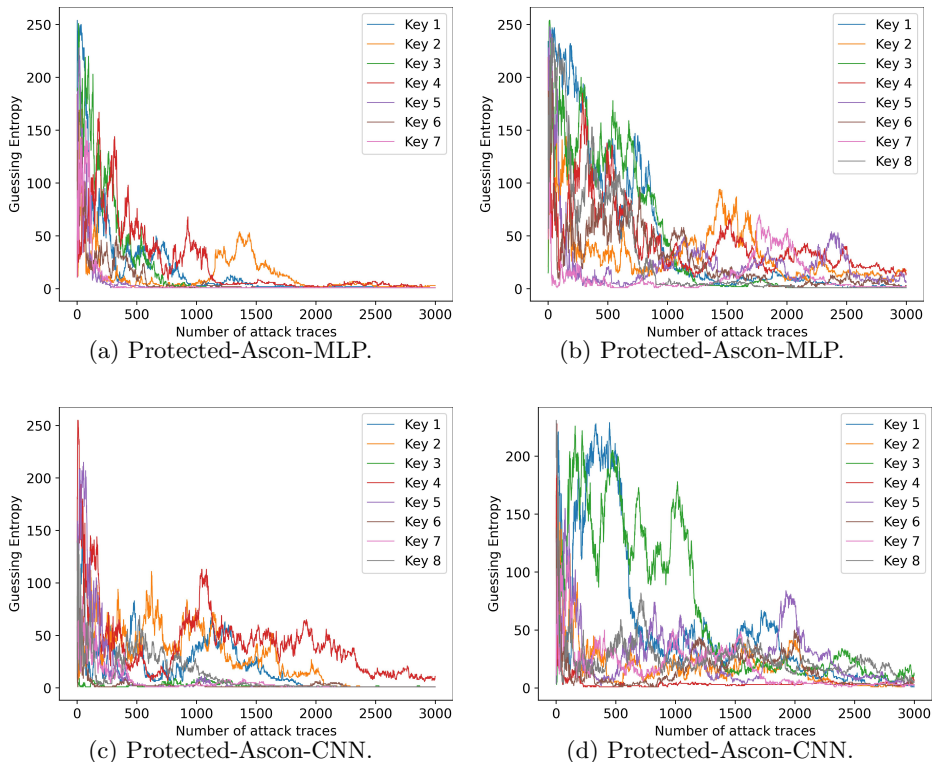 Guessing Entropy
250
200
150
100
50
0
0 500 1000 1500 2000 2500 3000
Number of attack traces
Key 1
Key 2
Key 3
Key 4
Key 5
Key 6
Key 7
(a) Protected-Ascon-MLP.
Guessing Entropy
250
200
150
100
50
0
0 500 1000 1500 2000 2500 3000
Number of attack traces
Key 1
Key 2
Key 3
Key 4
Key 5
Key 6
Key 7
Key 8
(b) Protected-Ascon-MLP.
Guessing Entropy
250
200
150
100
50
0
0 500 1000 1500 2000 2500 3000
Number of attack traces
Key 1
Key 2
Key 3
Key 4
Key 5
Key 6
Key 7
Key 8
(c) Protected-Ascon-CNN.
Guessing Entropy
200
150
100
50
0
0 500 1000 1500 2000 2500 3000
Number of attack traces
Key 1
Key 2
Key 3
Key 4
Key 5
Key 6
Key 7
Key 8
(d) Protected-Ascon-CNN.